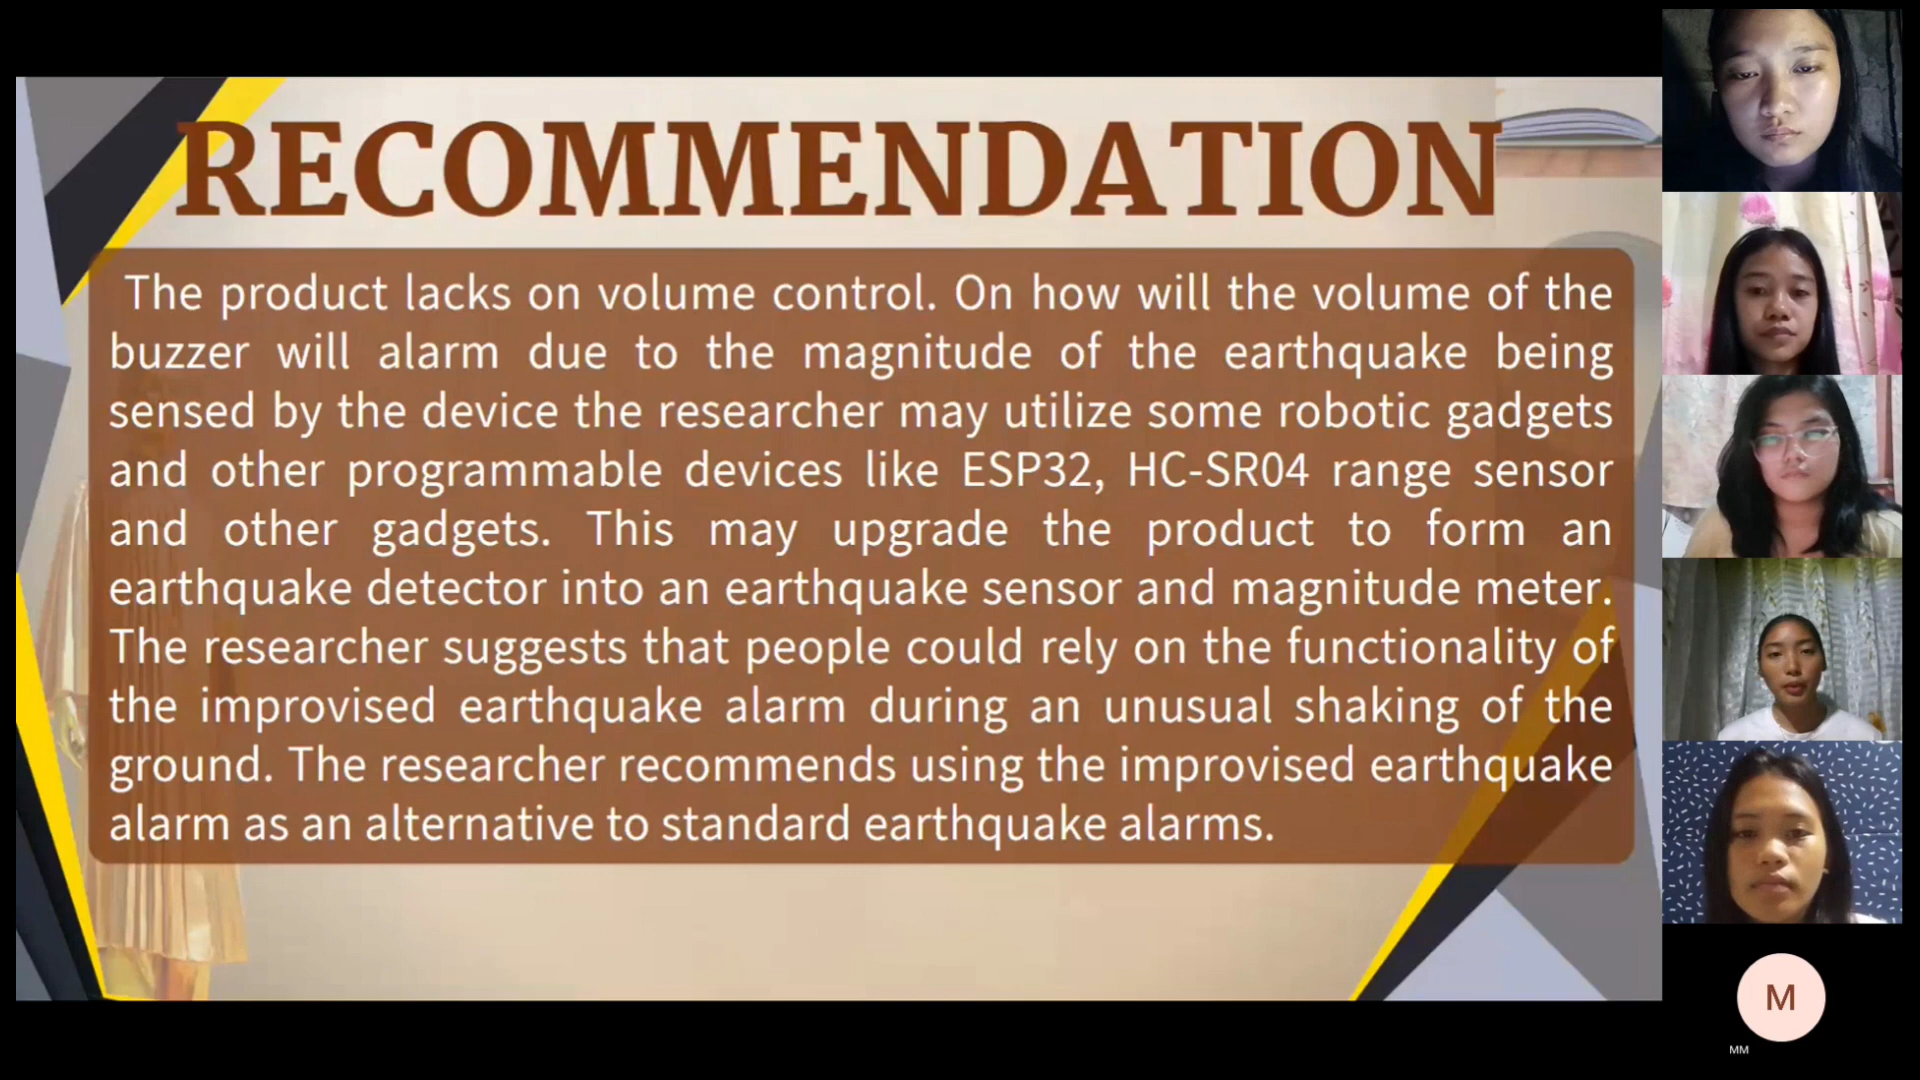 RECOMMENDATION
The product lacks on volume control. On how will the volume of the
buzzer will alarm due to the magnitude of the earthquake being
sensed by the device the researcher may utilize some robotic gadgets
and other programmable devices like ESP32, HC-SR04 range sensor
and other gadgets. This may upgrade the product to form an
earthquake detector into an earthquake sensor and magnitude meter.
The researcher suggests that people could rely on the functionality of
the improvised earthquake alarm during an unusual shaking of the
ground. The researcher recommends using the improvised earthquake
alarm as an alternative to standard earthquake alarms.
M
MM